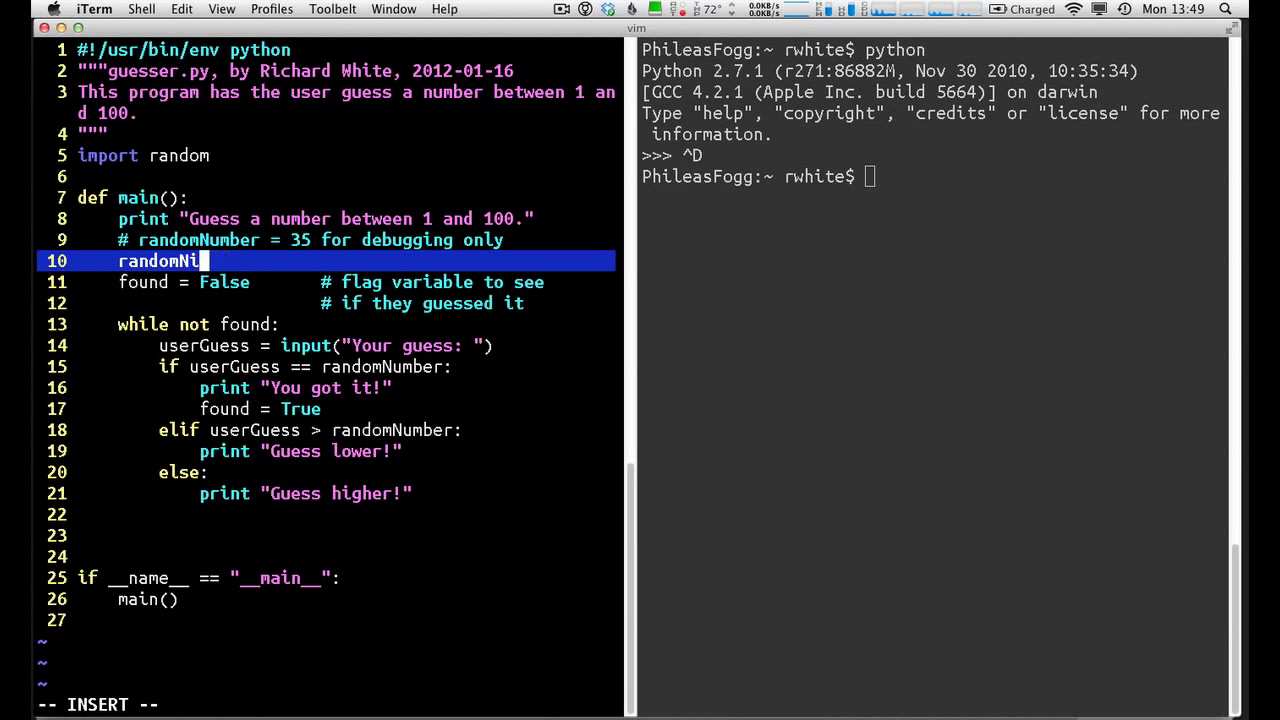 iTerm Shell Edit View Profiles Toolbelt Window Help 72° 0.0KB/s 0.0KB/s Charged Mon 13:49
vim
1 #!/usr/bin/env python
2 """guesser.py, by Richard White, 2012-01-16
3 This program has the user guess a number between 1 an
d 100.
4 """
5 import random
6
7 def main():
8 print "Guess a number between 1 and 100."
9 # randomNumber = 35 for debugging only
10 randomNi
11 found = False # flag variable to see
12 # if they guessed it
13 while not found:
14 userGuess = input("Your guess: ")
15 if userGuess == randomNumber:
16 print "You got it!"
17 found = True
18 elif userGuess > randomNumber:
19 print "Guess lower!"
20 else:
21 print "Guess higher!"
22
23
24
25 if __name__ == "__main__":
26 main()
27
~
~
~
-- INSERT --
PhileasFogg:~ rwhite$ python
Python 2.7.1 (r271:86882M, Nov 30 2010, 10:35:34)
[GCC 4.2.1 (Apple Inc. build 5664)] on darwin
Type "help", "copyright", "credits" or "license" for more
information.
>>> ^D
PhileasFogg:~ rwhite$